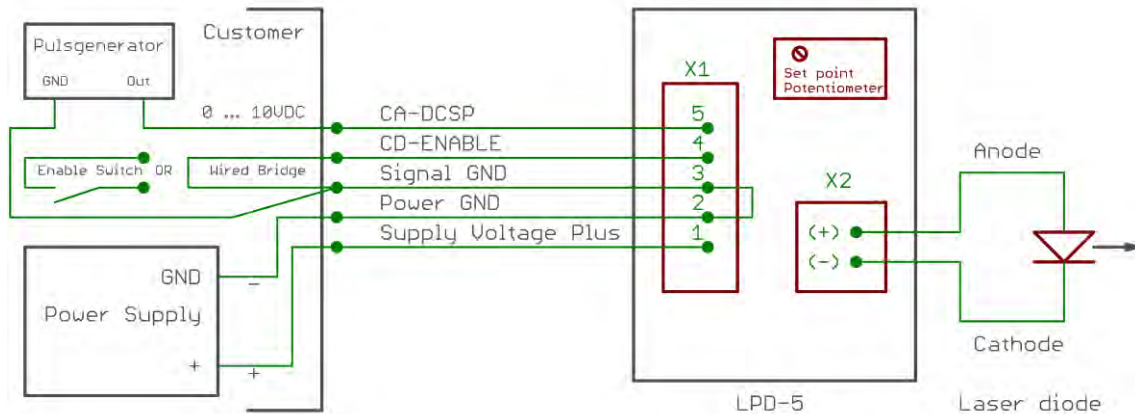 Customer
Pulsgenerator
GND
Out
0 ... 10VDC
Enable Switch OR
Wired Bridge
CA-DCSP
CD-ENABLE
Signal GND
Power GND
Supply Voltage Plus
GND
-
Power Supply
+
+
X1
5
4
3
2
1
Set point
Potentiometer
X2
(+)
(-)
LPD-5
Anode
Cathode
Laser diode